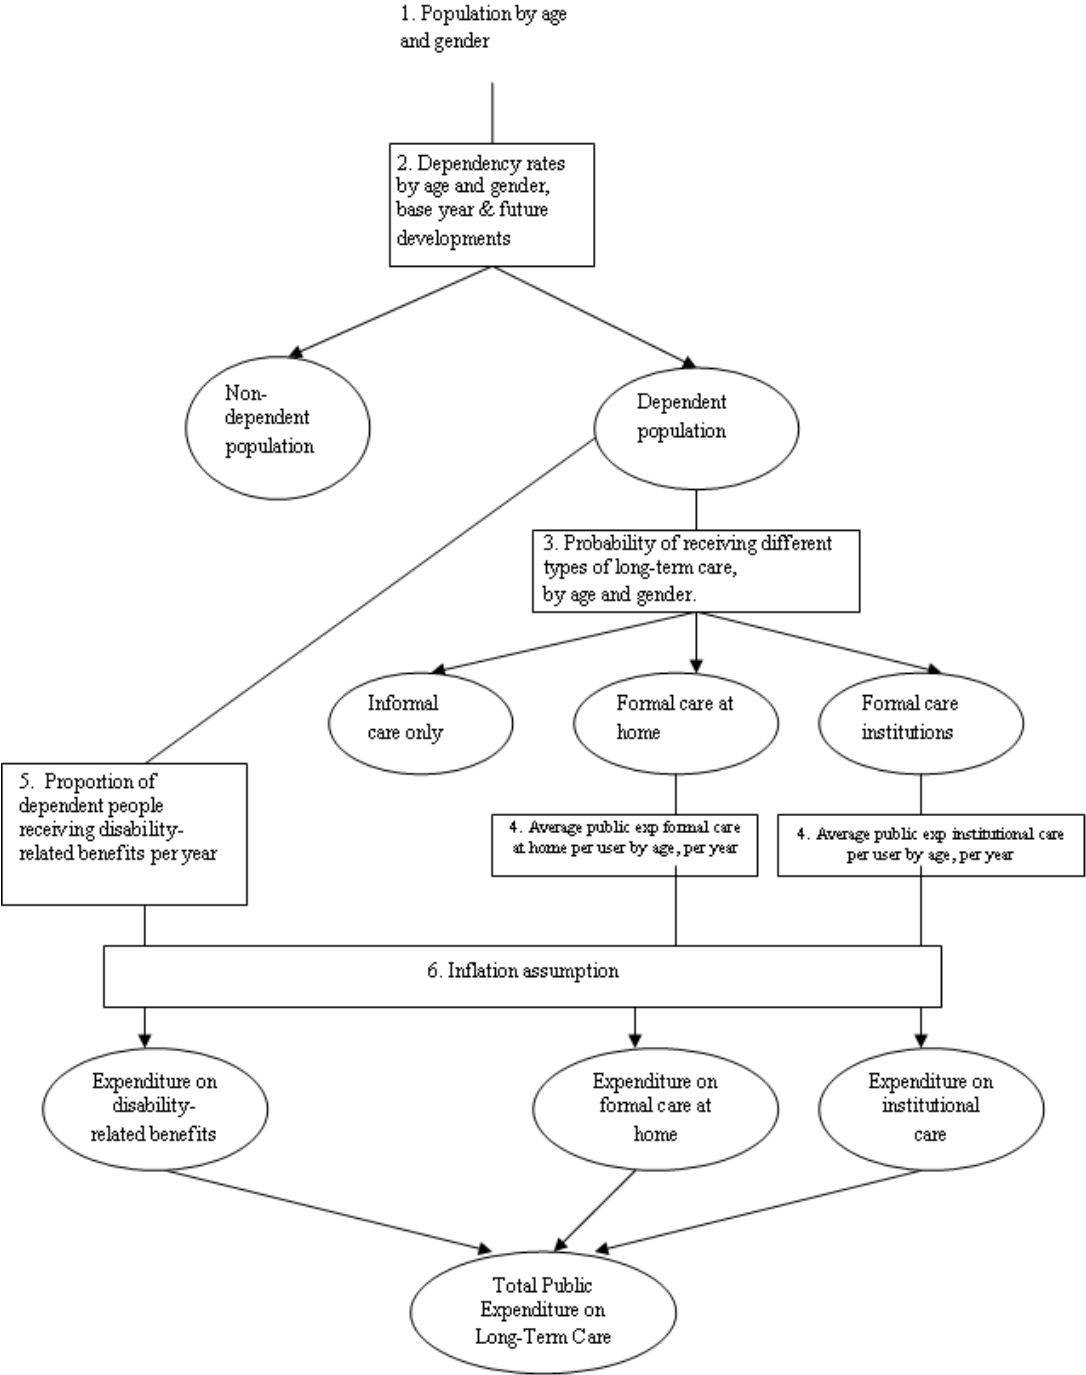 1. Population by age
and gender
2. Dependency rates
by age and gender,
base year & future
developments
Non-
dependent
population
Dependent
population
3. Probability of receiving different
types of long-term care,
by age and gender.
Informal
care only
Formal care at
home
Formal care
institutions
5. Proportion of
dependent people
receiving disability-
related benefits per year
4. Average public exp formal care
at home per user by age, per year
4. Average public exp institutional care
per user by age, per year
6. Inflation assumption
Expenditure on
disability-
related benefits
Expenditure on
formal care at
home
Expenditure on
institutional
care
Total Public
Expenditure on
Long-Term Care